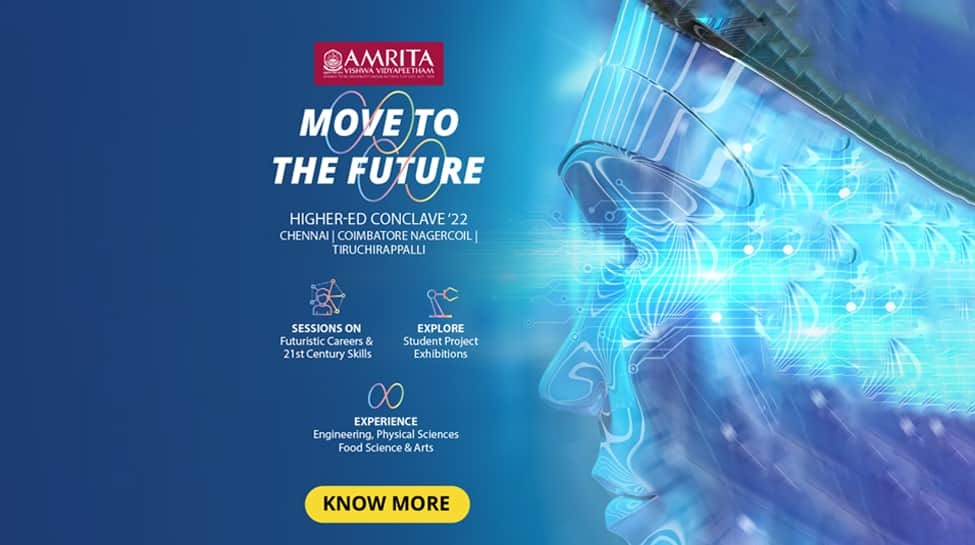 AMRITA
VISHWA VIDYAPEETHAM
MOVE TO
THE FUTURE
HIGHER-ED CONCLAVE '22
CHENNAI | COIMBATORE NAGERCOIL |
TIRUCHIRAPPALLI
SESSIONS ON
Futuristic Careers &
21st Century Skills
EXPLORE
Student Project
Exhibitions
EXPERIENCE
Engineering, Physical Sciences
Food Science & Arts
KNOW MORE